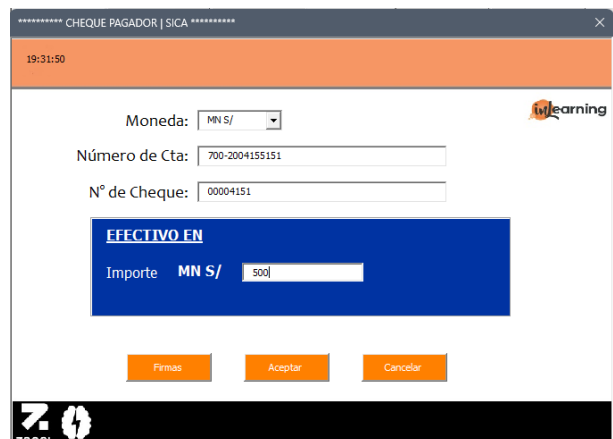 ********** CHEQUE PAGADOR | SICA **********
19:31:50
inlearning
Moneda: MN S/
Número de Cta: 700-2004155151
N° de Cheque: 00004151
EFECTIVO EN
Importe MN S/ 500
Firmas Aceptar Cancelar